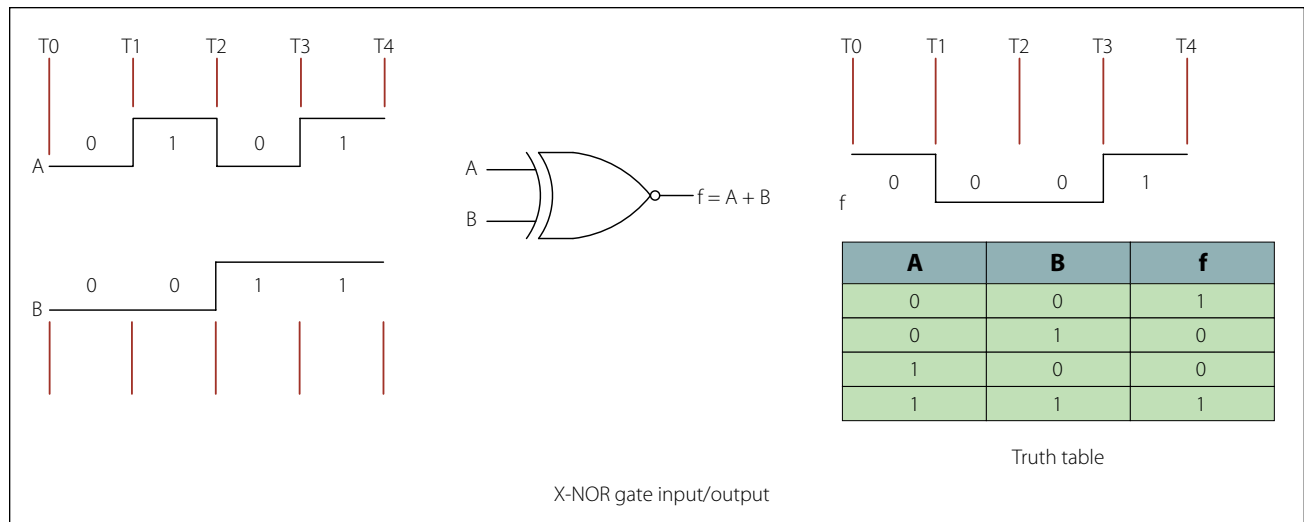 T0 T1 T2 T3 T4
0 1 0 1
A
0 0 1 1
B
A
B
f = A + B
T0 T1 T2 T3 T4
0 0 0 1
f
A B f
0 0 1
0 1 0
1 0 0
1 1 1
Truth table
X-NOR gate input/output